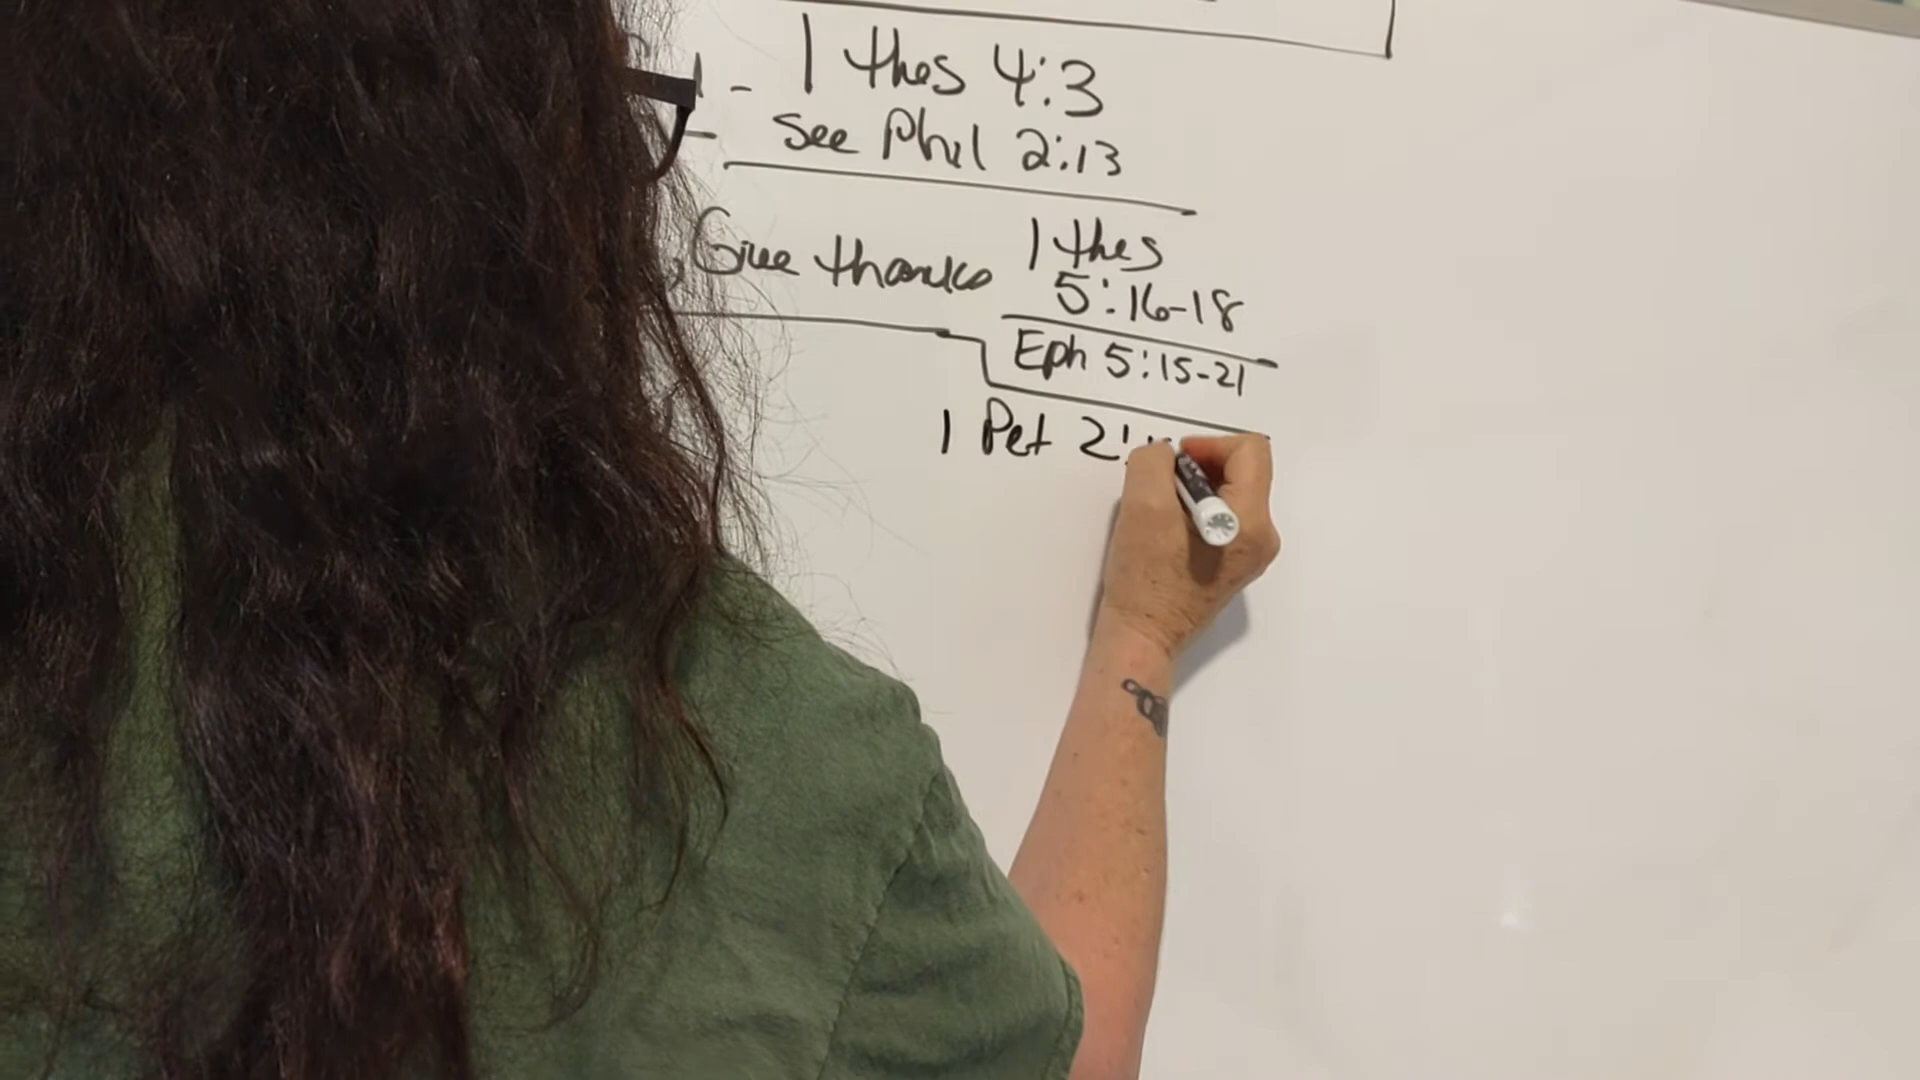 - 1 thes 4:3
- see Phil 2:13
, Give thanks 1 thes
5:16-18
Eph 5:15-21
1 Pet 2: